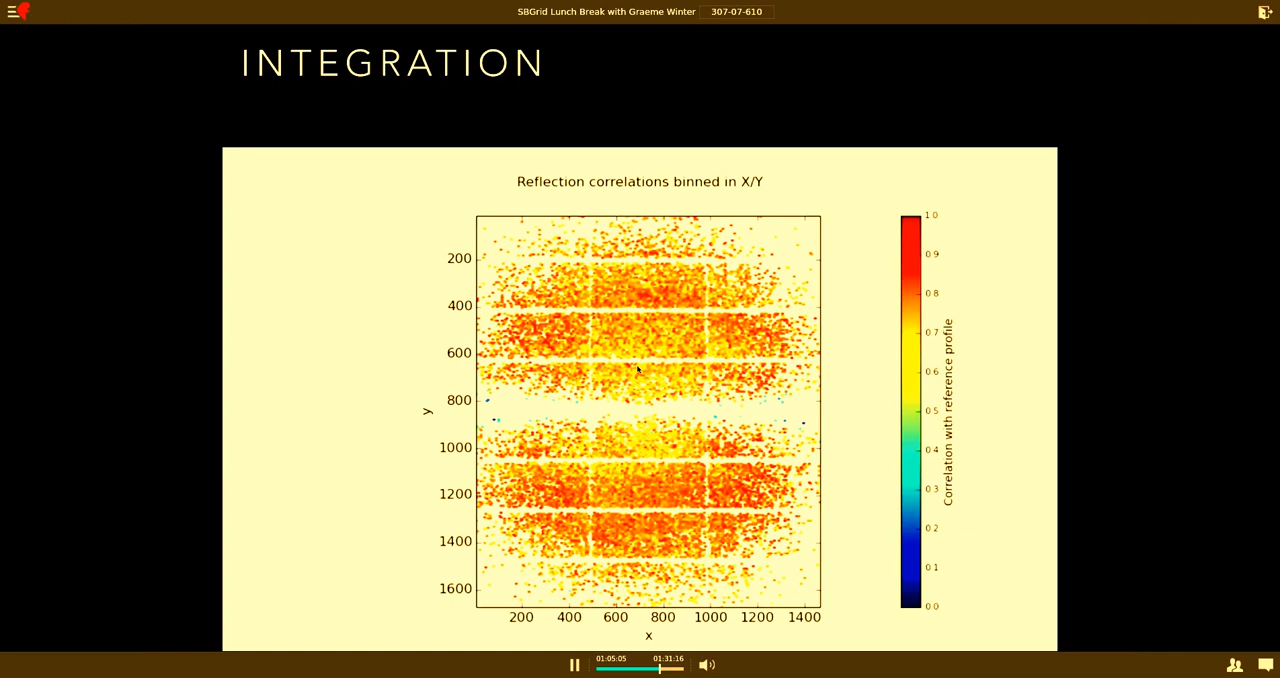 SBGrid Lunch Break with Graeme Winter 307-07-610
INTEGRATION
Reflection correlations binned in X/Y
200
400
600
800
1000
1200
1400
1600
y
200 400 600 800 1000 1200 1400
x
1.0
0.9
0.8
0.7
0.6
0.5
0.4
0.3
0.2
0.1
0.0
Correlation with reference profile
01:05:05 01:31:16